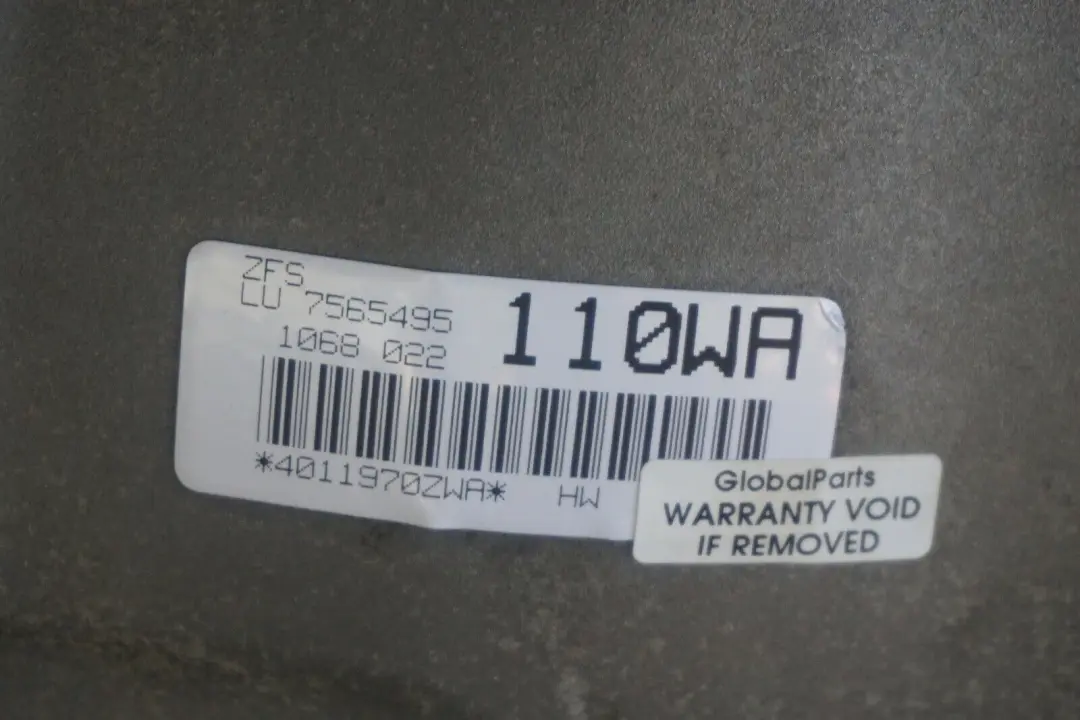 ZFS
LU 7565495
1068 022
110WA
*4011970ZWA* HW
GlobalParts
WARRANTY VOID
IF REMOVED